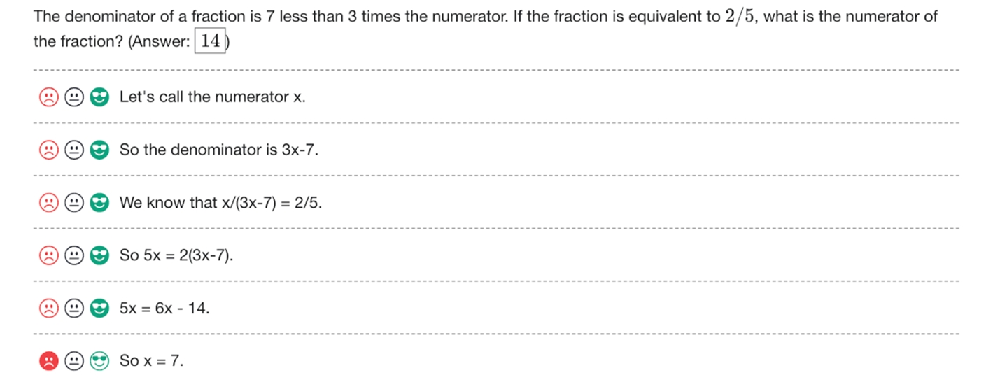 The denominator of a fraction is 7 less than 3 times the numerator. If the fraction is equivalent to 2/5, what is the numerator of
the fraction? (Answer: 14 )
Let's call the numerator x.
So the denominator is 3x-7.
We know that x/(3x-7) = 2/5.
So 5x = 2(3x-7).
5x = 6x - 14.
So x = 7.